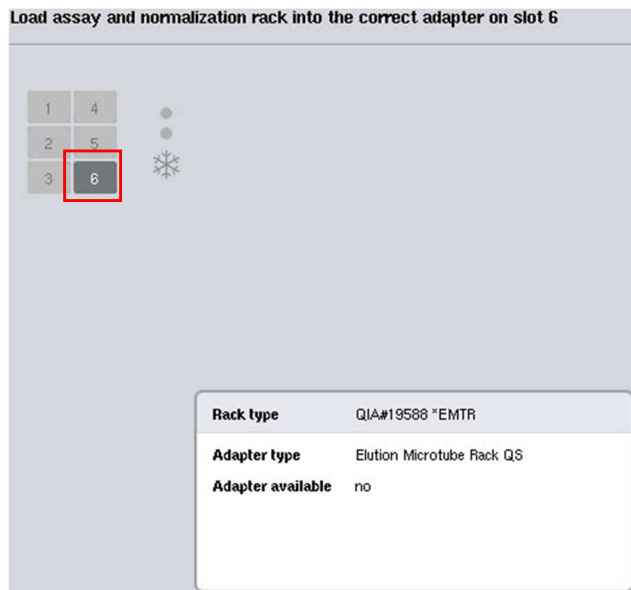 Load assay and normalization rack into the correct adapter on slot 6
1 4
2 5
3 6
Rack type QIA#19588 *EMTR
Adapter type Elution Microtube Rack QS
Adapter available no